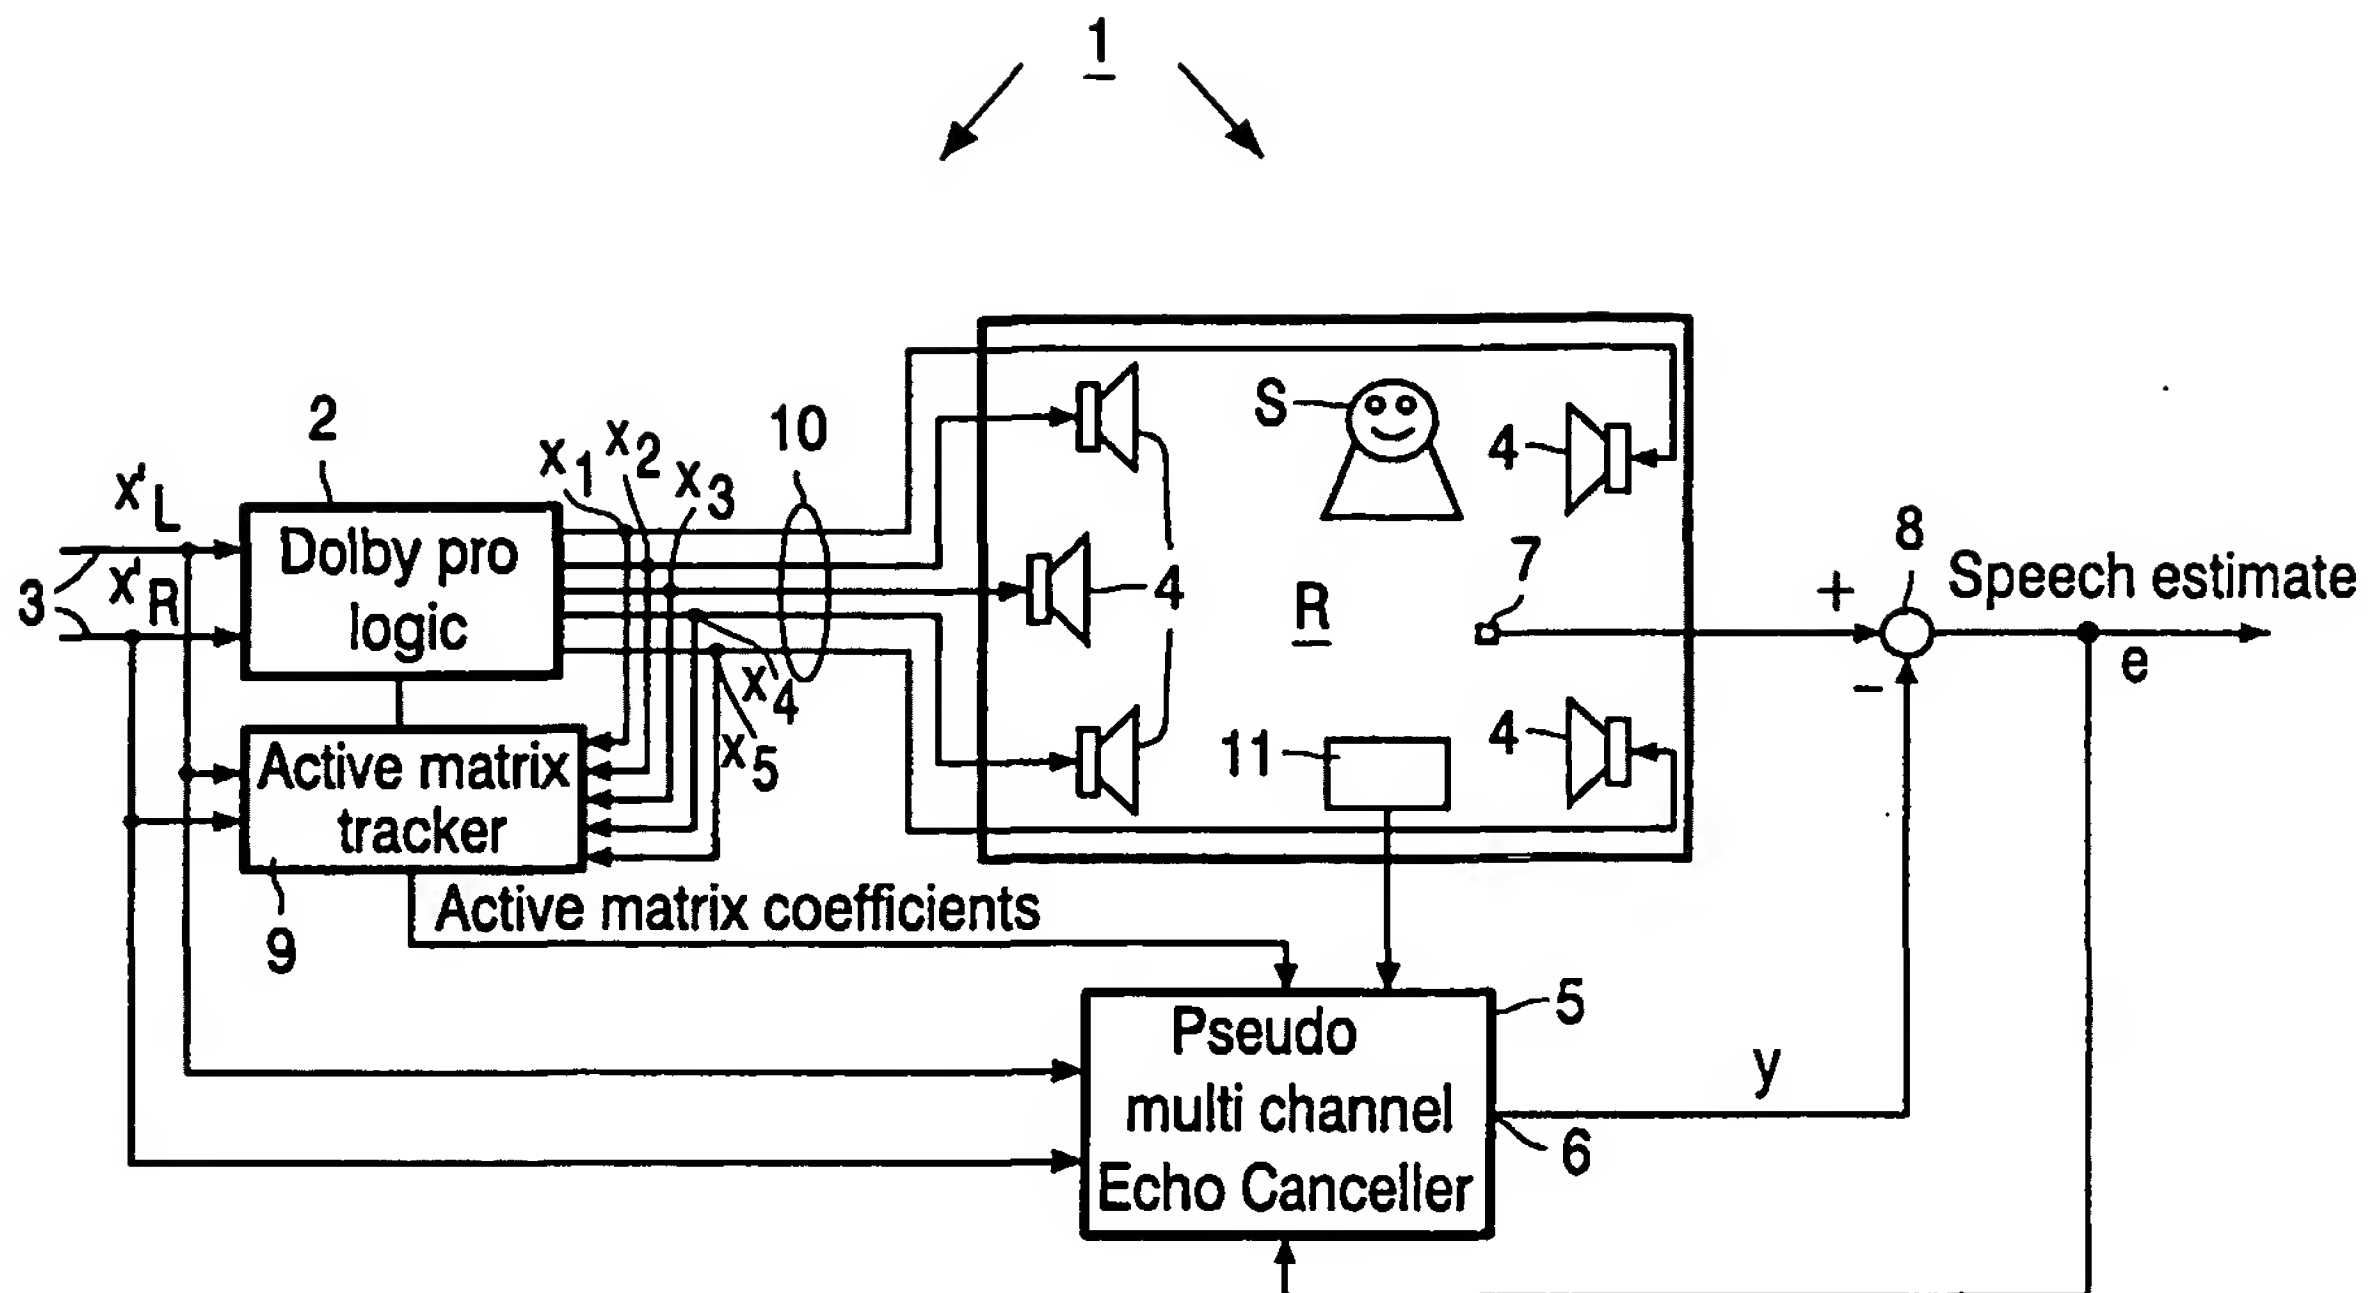 1
2
10
x1
x2
x3
x'L
x'R
3
Dolby pro
logic
x4
x5
Active matrix
tracker
9
Active matrix coefficients
S
4
4
4
R
7
11
8
+
-
Speech estimate
e
Pseudo
multi channel
Echo Canceller
5
6
y